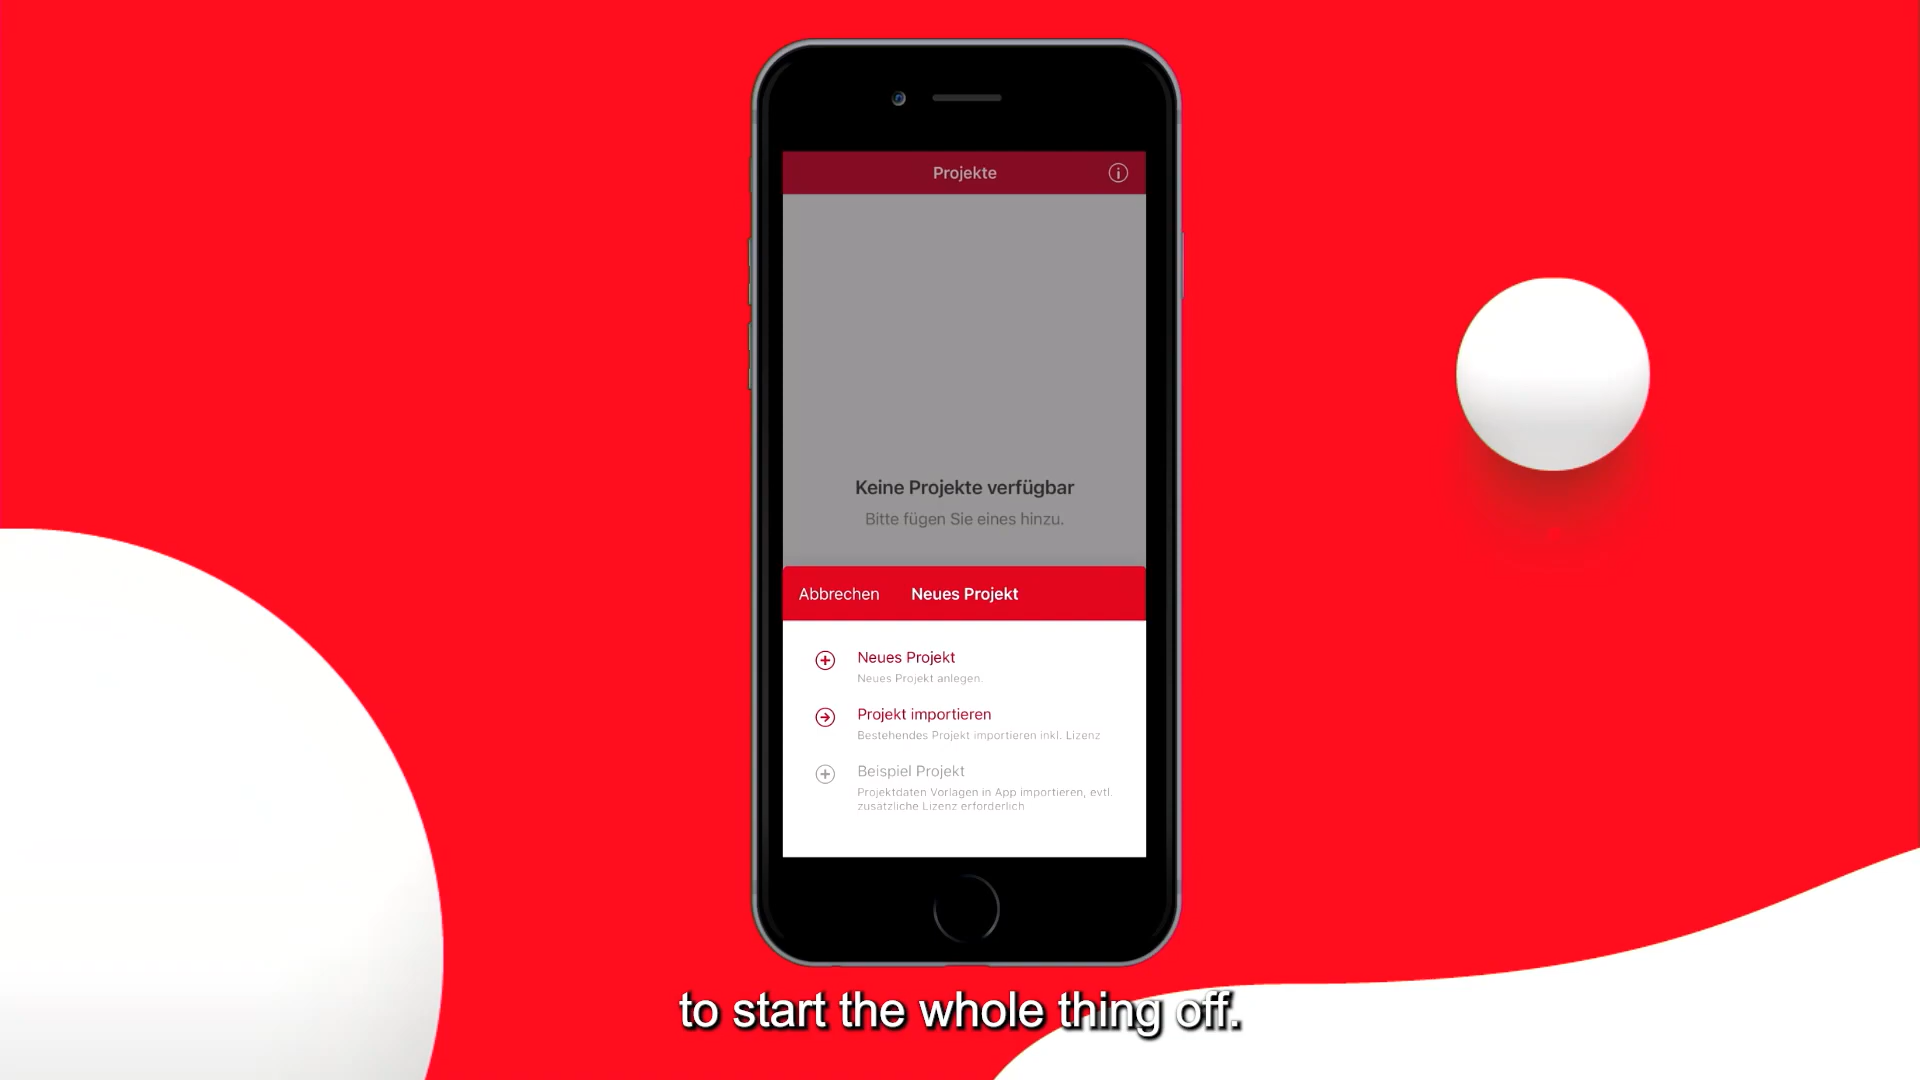 Projekte
Keine Projekte verfügbar
Bitte fügen Sie eines hinzu.
Abbrechen Neues Projekt
Neues Projekt
Neues Projekt anlegen.
Projekt importieren
Bestehendes Projekt importieren inkl. Lizenz
Beispiel Projekt
Projektdaten Vorlagen in App importieren, evtl.
zusätzliche Lizenz erforderlich
to start the whole thing off.